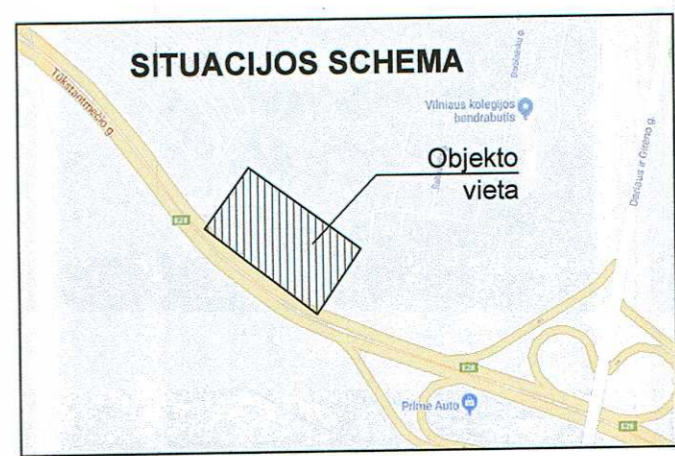 SITUACIJOS SCHEMA
Tūkstantmečio g.
Vilniaus kolegijos
bendrabutis
Objekto
vieta
Dariaus ir Girėno g.
E28
E28
Prime Auto
E28